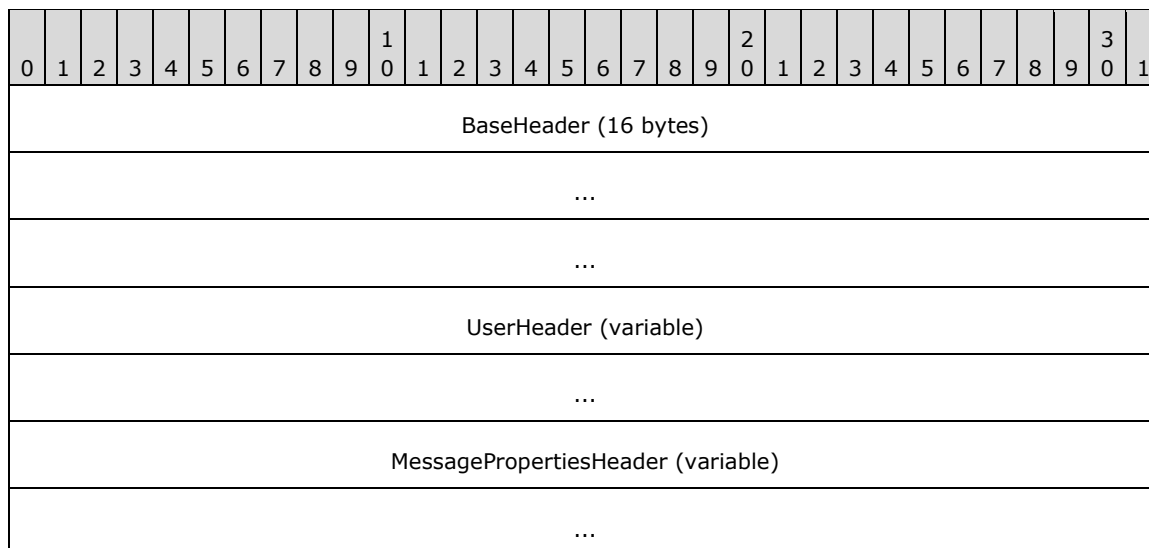 1 2 3
0 1 2 3 4 5 6 7 8 9 0 1 2 3 4 5 6 7 8 9 0 1 2 3 4 5 6 7 8 9 0 1
BaseHeader (16 bytes)
...
...
UserHeader (variable)
...
MessagePropertiesHeader (variable)
...